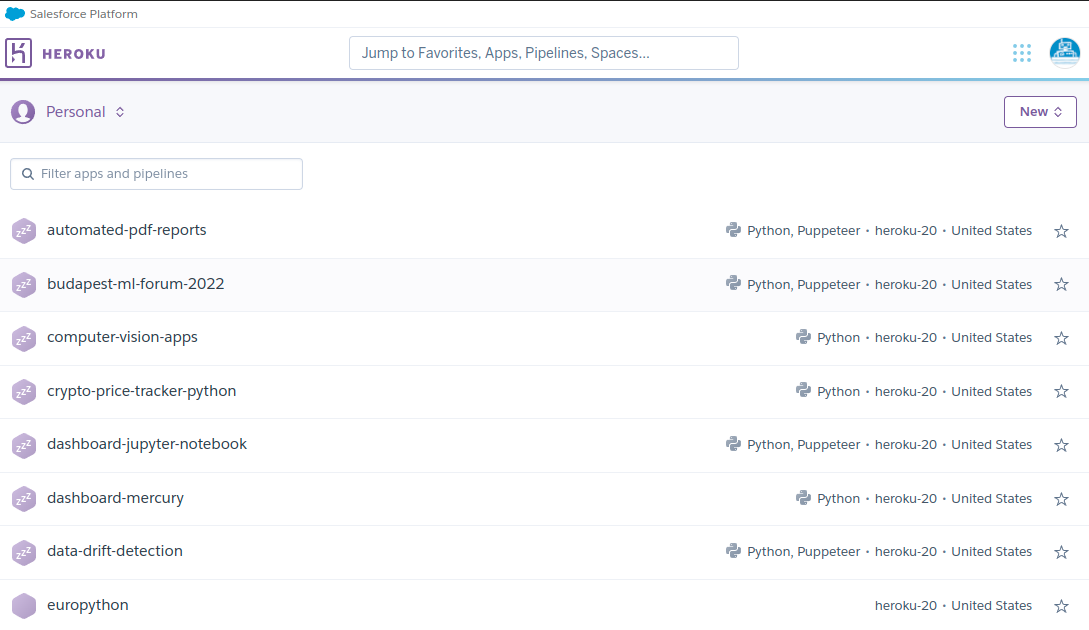 Salesforce Platform
HEROKU
Jump to Favorites, Apps, Pipelines, Spaces...
Personal
New
Filter apps and pipelines
zzz automated-pdf-reports Python, Puppeteer · heroku-20 · United States
zzz budapest-ml-forum-2022 Python, Puppeteer · heroku-20 · United States
zzz computer-vision-apps Python · heroku-20 · United States
zzz crypto-price-tracker-python Python · heroku-20 · United States
zzz dashboard-jupyter-notebook Python, Puppeteer · heroku-20 · United States
zzz dashboard-mercury Python · heroku-20 · United States
zzz data-drift-detection Python, Puppeteer · heroku-20 · United States
europython heroku-20 · United States